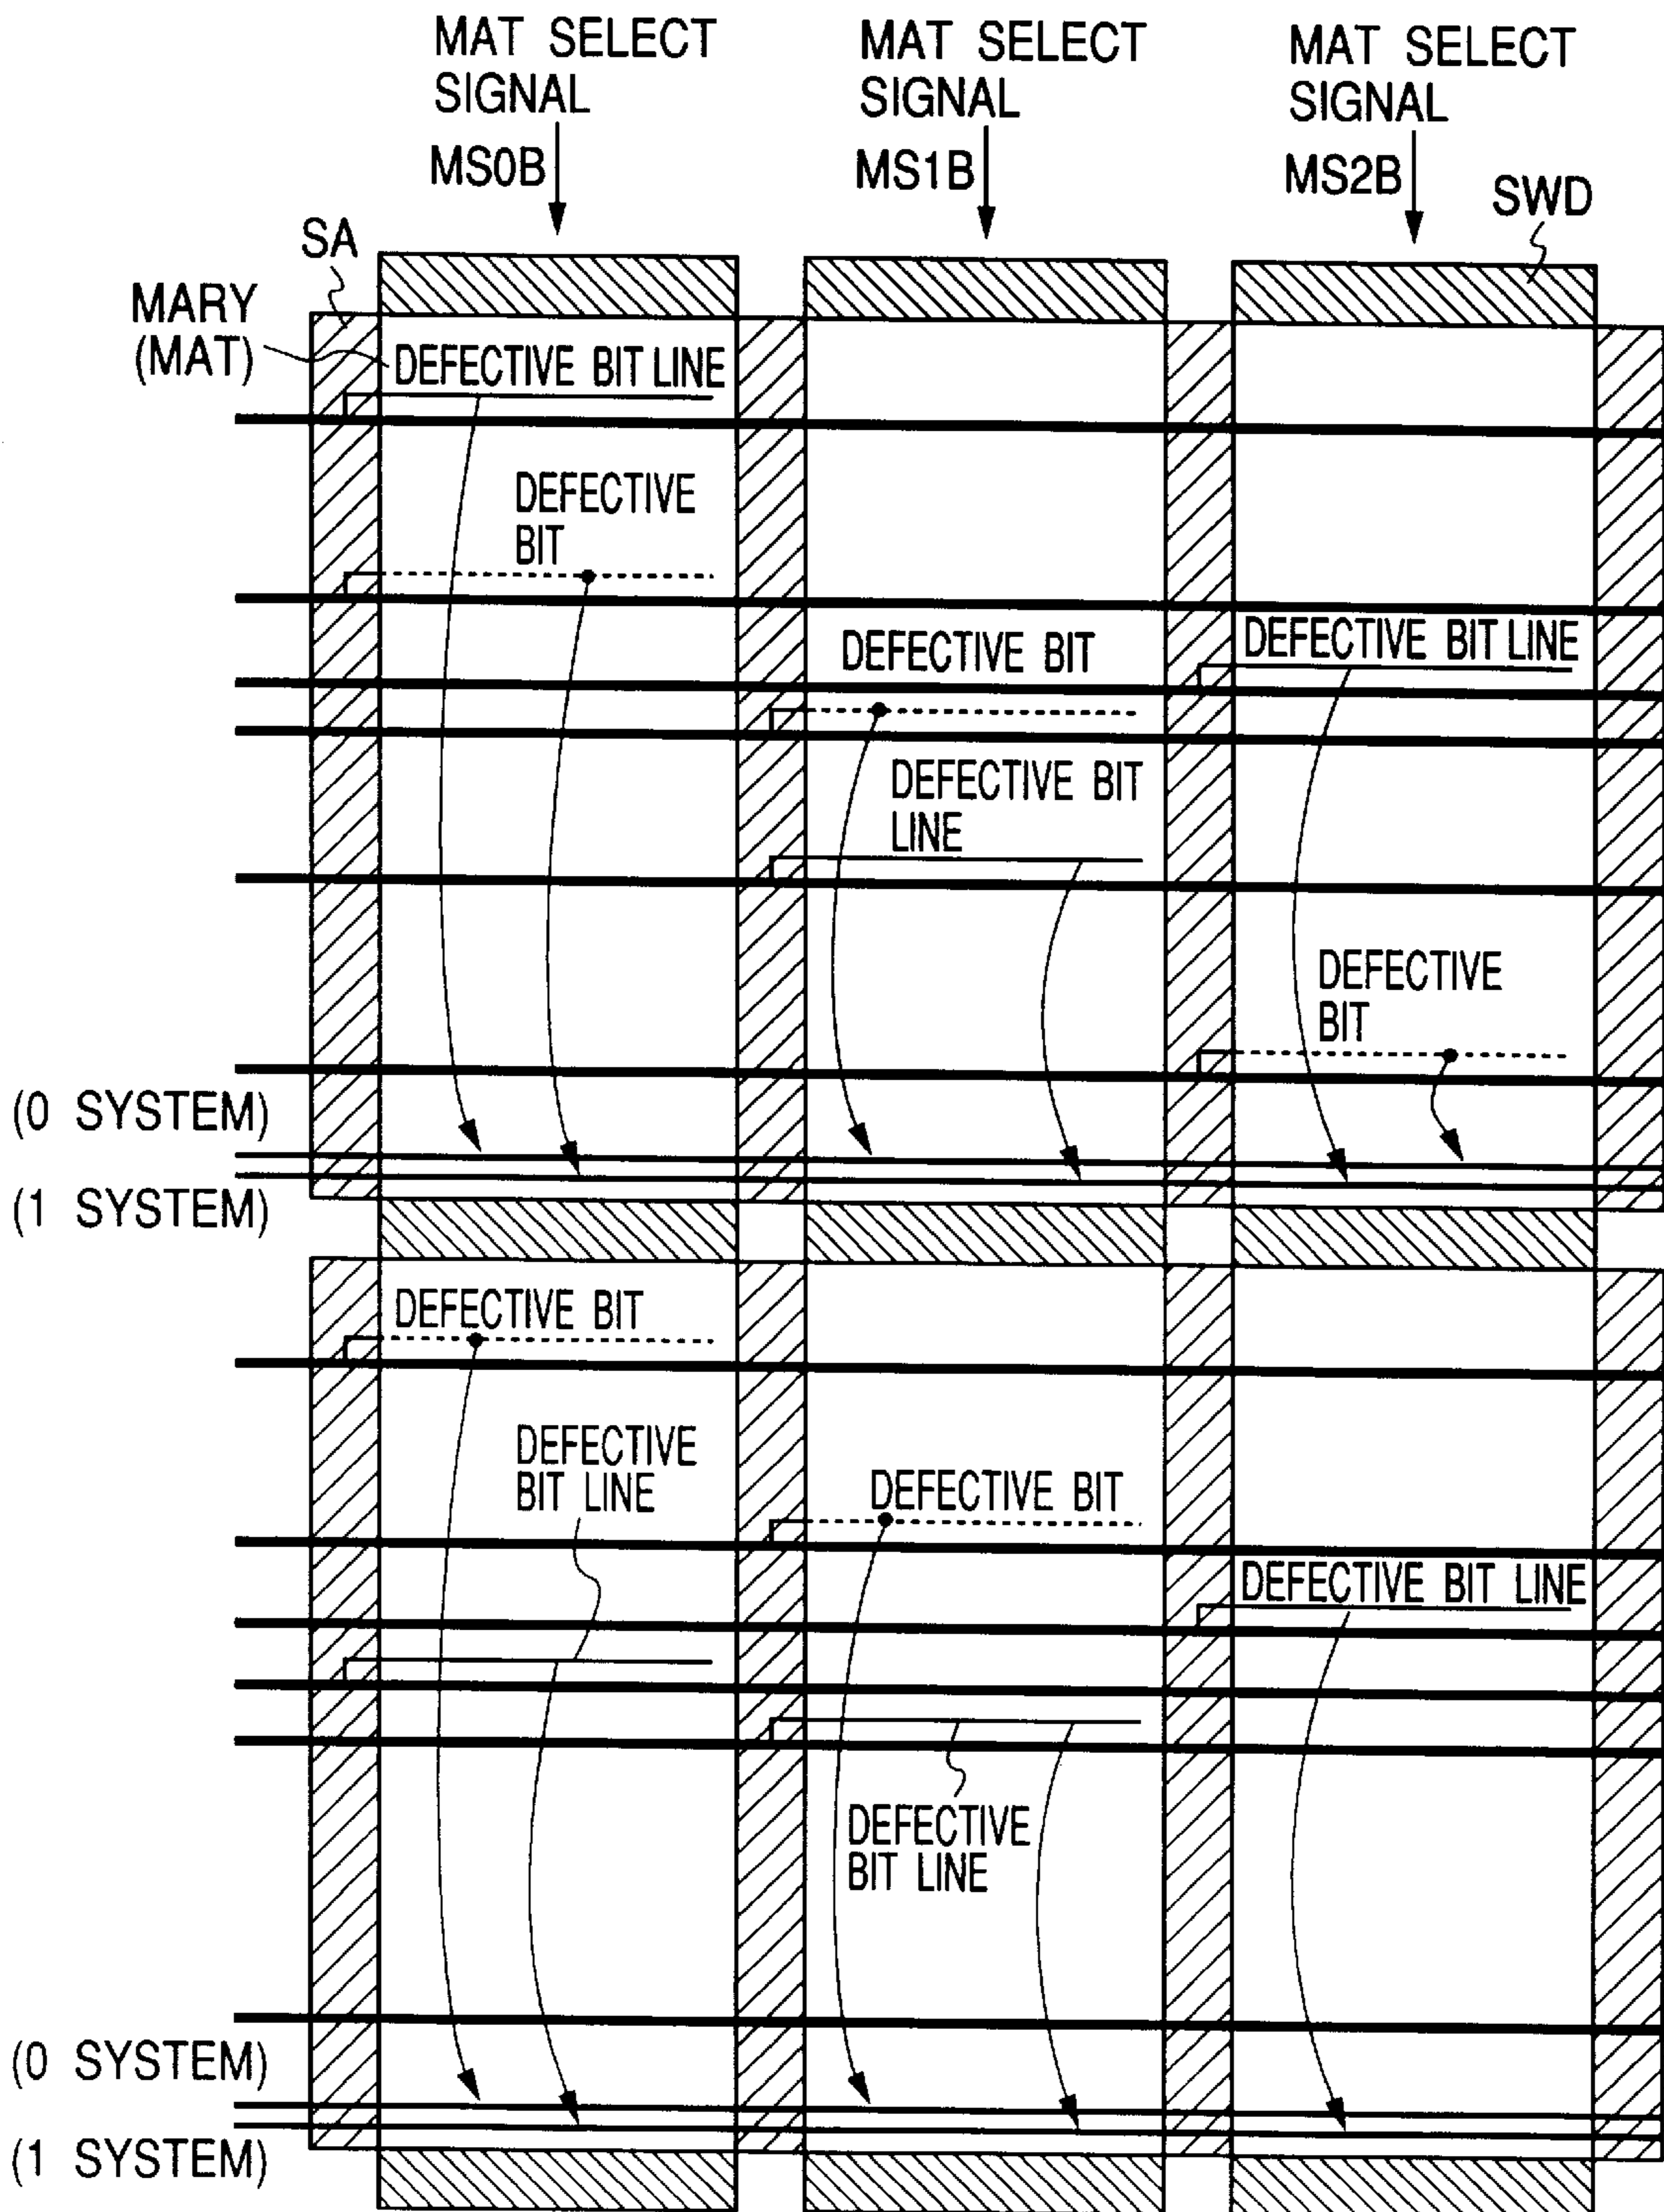 MAT SELECT
SIGNAL
MS0B
MAT SELECT
SIGNAL
MS1B
MAT SELECT
SIGNAL
MS2B
SWD
SA
MARY
(MAT)
DEFECTIVE BIT LINE
DEFECTIVE
BIT
DEFECTIVE BIT
DEFECTIVE BIT LINE
DEFECTIVE BIT
LINE
DEFECTIVE
BIT
(0 SYSTEM)
(1 SYSTEM)
DEFECTIVE BIT
DEFECTIVE
BIT LINE
DEFECTIVE BIT
DEFECTIVE BIT LINE
DEFECTIVE
BIT LINE
(0 SYSTEM)
(1 SYSTEM)